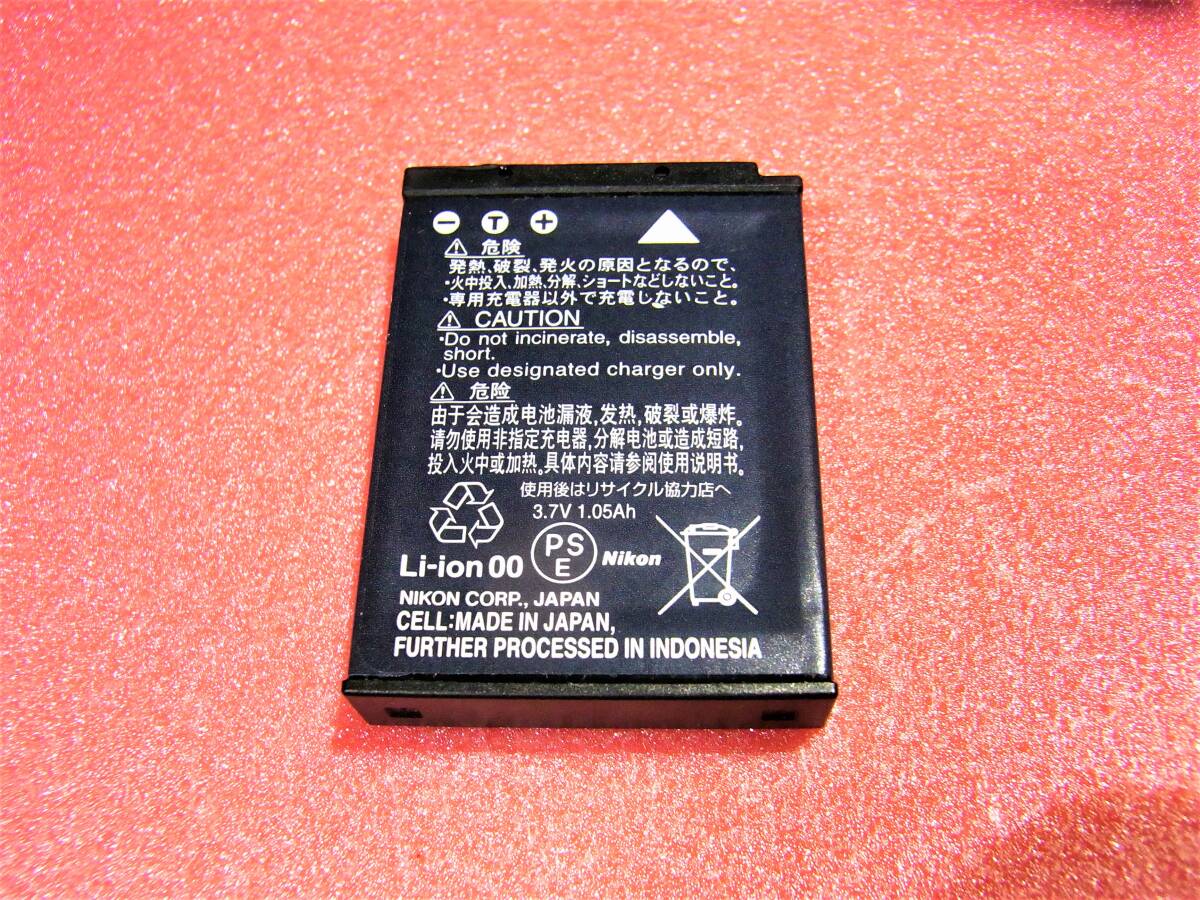 − T +
⚠ 危険
発熱、破裂、発火の原因となるので、
・火中投入、加熱、分解、ショートなどしないこと。
・専用充電器以外で充電しないこと。
⚠ CAUTION
・Do not incinerate, disassemble,
short.
・Use designated charger only.
⚠ 危险
由于会造成电池漏液,发热,破裂或爆炸。
请勿使用非指定充电器,分解电池或造成短路,
投入火中或加热。具体内容请参阅使用说明书。
使用後はリサイクル協力店へ
3.7V 1.05Ah
Li-ion 00 PSE Nikon
NIKON CORP., JAPAN
CELL:MADE IN JAPAN,
FURTHER PROCESSED IN INDONESIA